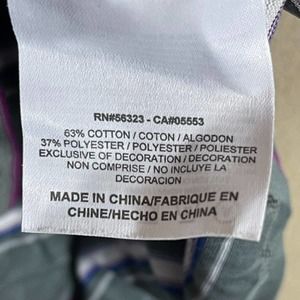 RN#56323 - CA#05553
63% COTTON / COTON / ALGODON
37% POLYESTER / POLYESTER / POLIESTER
EXCLUSIVE OF DECORATION / DECORATION
NON COMPRISE / NO INCLUYE LA
DECORACION
MADE IN CHINA/FABRIQUE EN
CHINE/HECHO EN CHINA